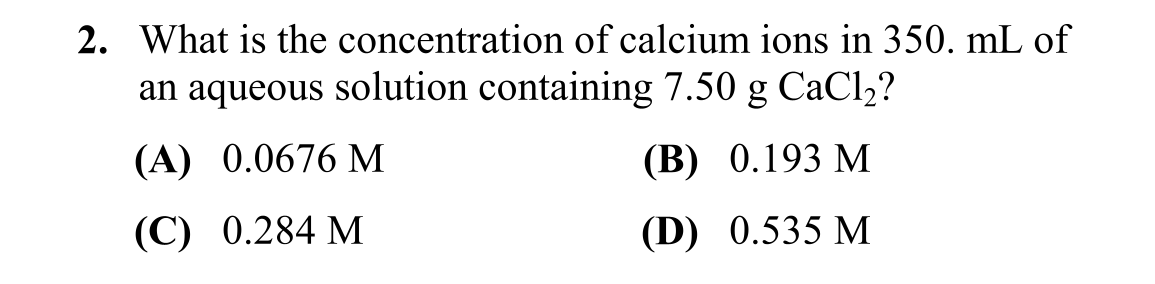 2. What is the concentration of calcium ions in 350. mL of
an aqueous solution containing 7.50 g CaCl₂?
(A) 0.0676 M (B) 0.193 M
(C) 0.284 M (D) 0.535 M